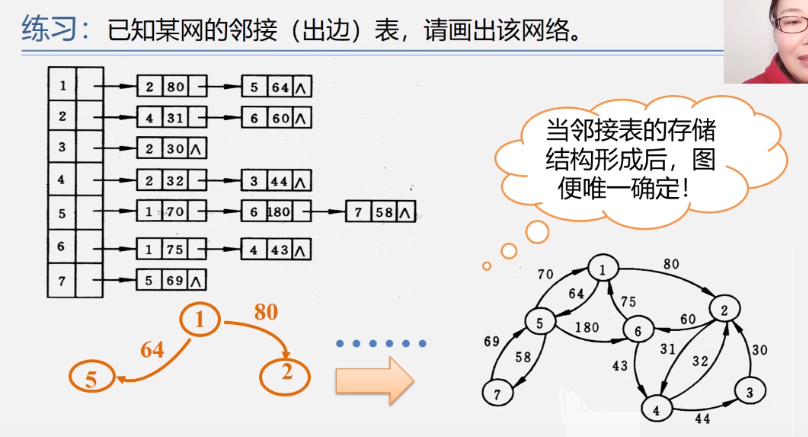 练习：已知某网的邻接（出边）表，请画出该网络。
1 2 80 5 64 ∧
2 4 31 6 60 ∧
3 2 30 ∧
4 2 32 3 44 ∧
5 1 70 6 180 7 58 ∧
6 1 75 4 43 ∧
7 5 69 ∧
当邻接表的存储
结构形成后，图
便唯一确定！
1 80
64
5 2
1 80
70
64 75
2
5 180 6 60
69 58
43 31 32 30
7 3
4 44